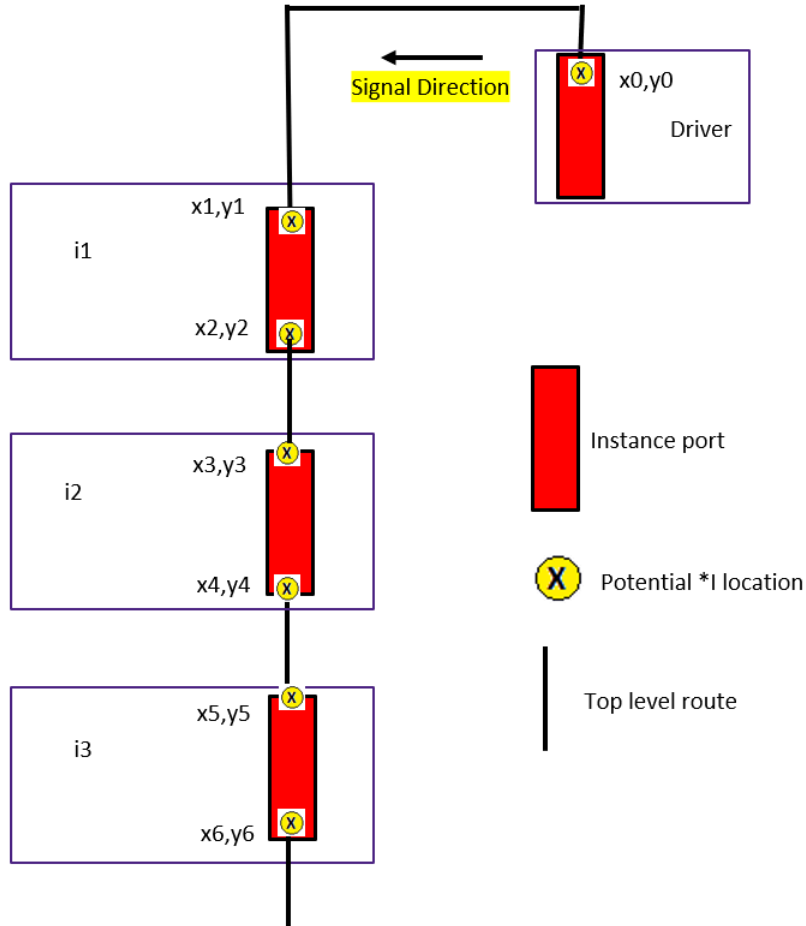 X
x0,y0
Signal Direction
Driver
x1,y1
X
i1
x2,y2
X
X
x3,y3
Instance port
i2
x4,y4
X
X
Potential *I location
x5,y5
X
Top level route
i3
x6,y6
X